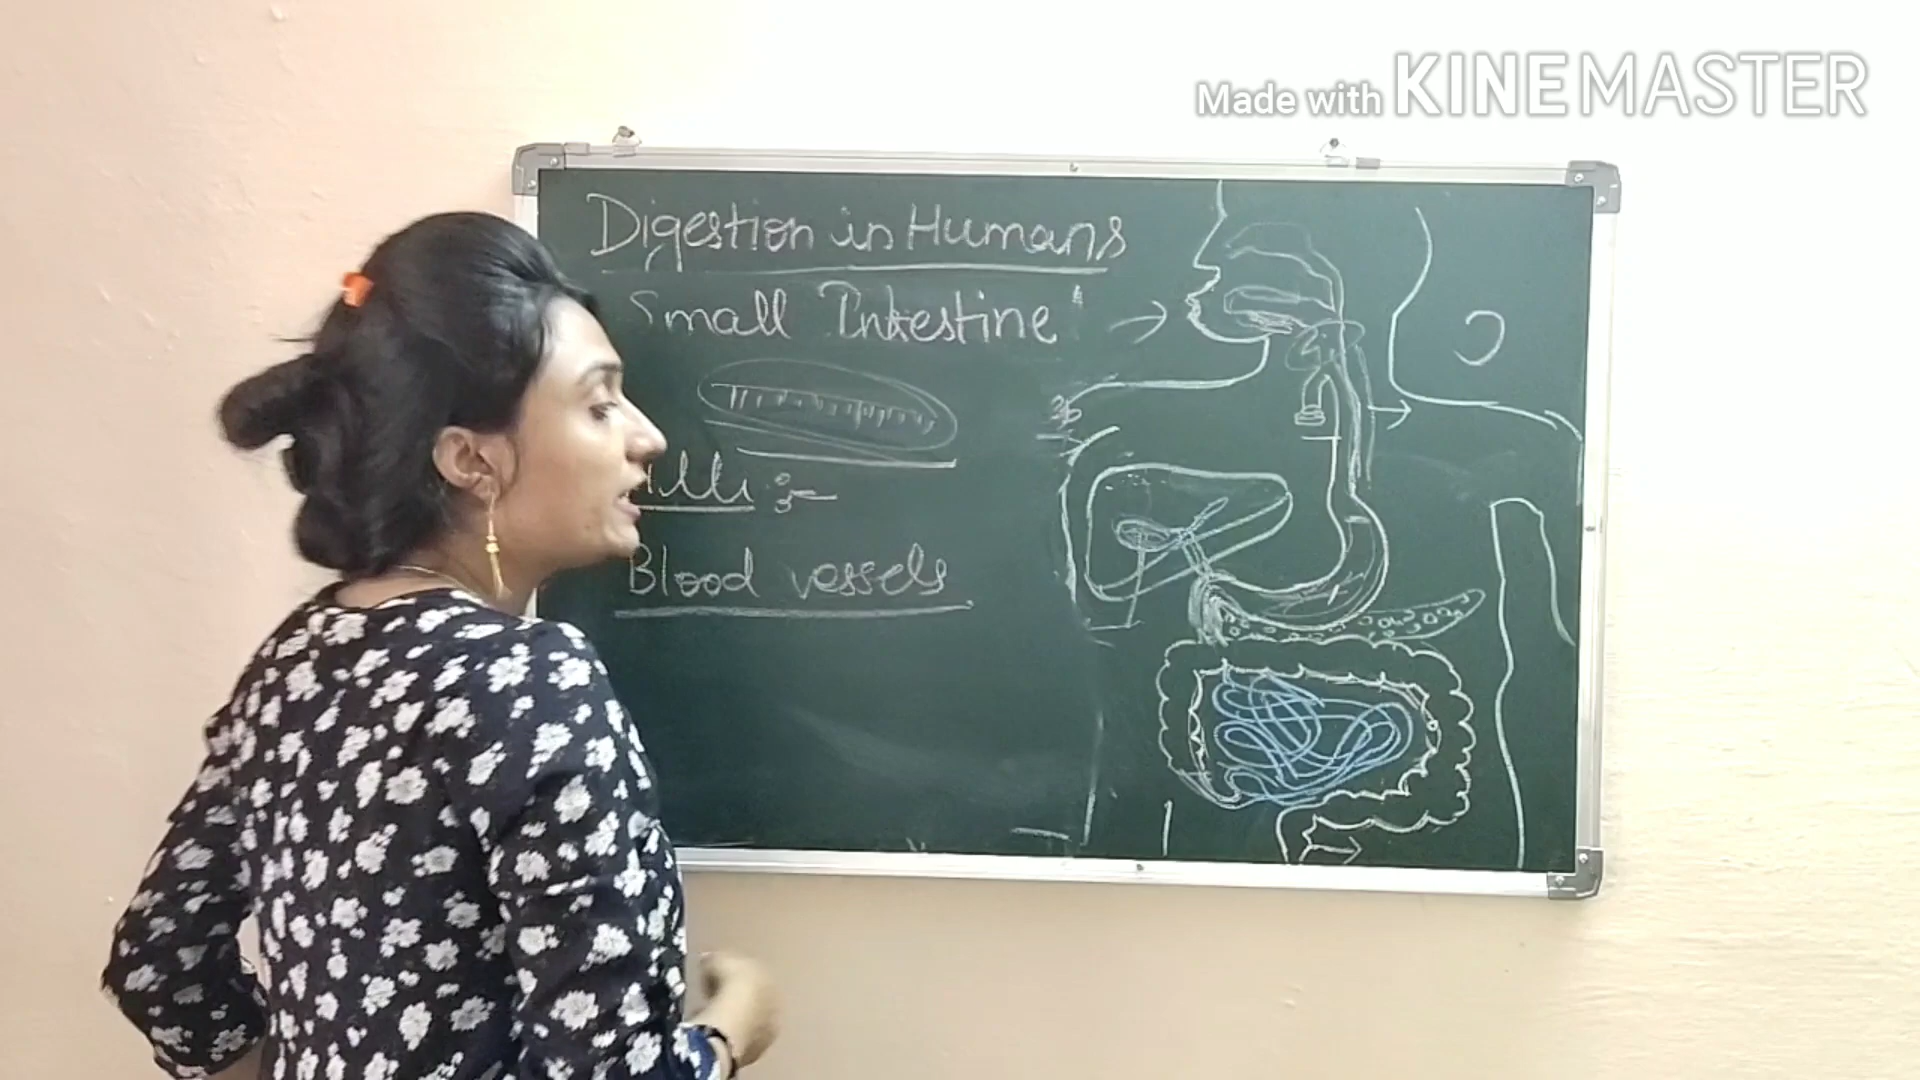 Made with KINEMASTER
Digestion in Humans
Small Intestine
Villi :-
Blood vessels